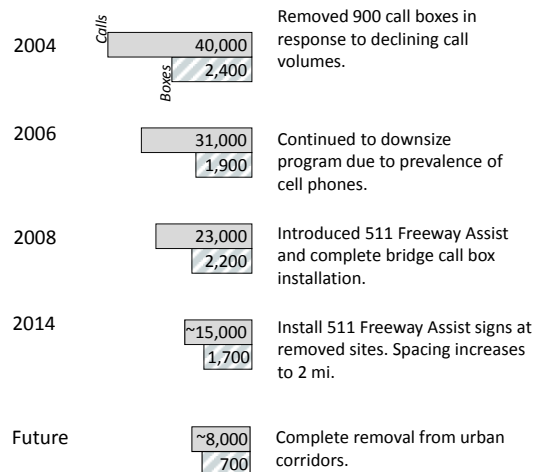 Calls
2004
40,000
2,400
Boxes
Removed 900 call boxes in
response to declining call
volumes.
2006
31,000
1,900
Continued to downsize
program due to prevalence of
cell phones.
2008
23,000
2,200
Introduced 511 Freeway Assist
and complete bridge call box
installation.
2014
~15,000
1,700
Install 511 Freeway Assist signs at
removed sites. Spacing increases
to 2 mi.
Future
~8,000
700
Complete removal from urban
corridors.